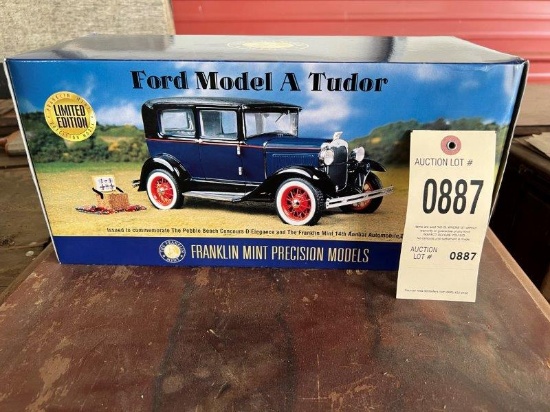 Ford Model A Tudor
LIMITED
EDITION
Issued to commemorate The Pebble Beach Concours D'Elegance and The Franklin Mint 14th Annual Automobile
FRANKLIN MINT PRECISION MODELS
AUCTION
LOT #
0887
AUCTION
LOT # 0887